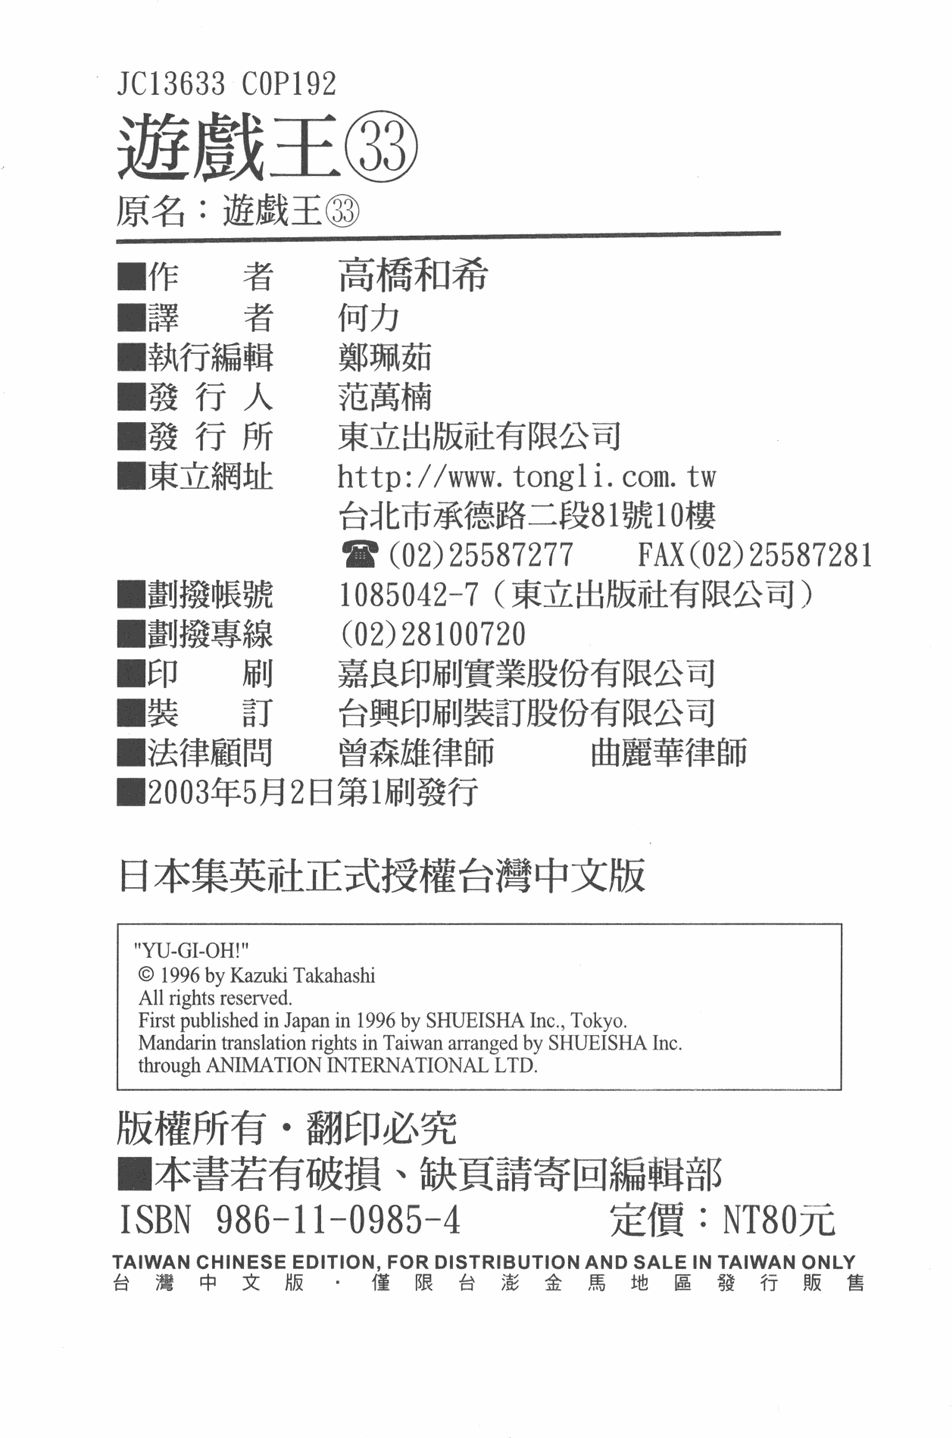 JC13633 C0P192
遊戲王㉝
原名：遊戯王㉝
■作者 高橋和希
■譯者 何力
■執行編輯 鄭珮茹
■發行人 范萬楠
■發行所 東立出版社有限公司
■東立網址 http://www.tongli.com.tw
台北市承德路二段81號10樓
☎(02)25587277 FAX(02)25587281
■劃撥帳號 1085042-7（東立出版社有限公司）
■劃撥專線 (02)28100720
■印刷 嘉良印刷實業股份有限公司
■裝訂 台興印刷裝訂股份有限公司
■法律顧問 曾森雄律師 曲麗華律師
■2003年5月2日第1刷發行
日本集英社正式授權台灣中文版
"YU-GI-OH!"
© 1996 by Kazuki Takahashi
All rights reserved.
First published in Japan in 1996 by SHUEISHA Inc., Tokyo.
Mandarin translation rights in Taiwan arranged by SHUEISHA Inc.
through ANIMATION INTERNATIONAL LTD.
版權所有・翻印必究
■本書若有破損、缺頁請寄回編輯部
ISBN 986-11-0985-4 定價：NT80元
TAIWAN CHINESE EDITION, FOR DISTRIBUTION AND SALE IN TAIWAN ONLY
台灣中文版・僅限台澎金馬地區發行販售